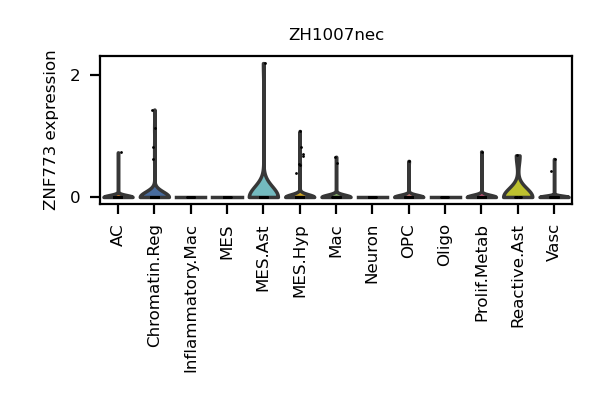 ZH1007nec
ZNF773 expression
2
0
AC
Chromatin.Reg
Inflammatory.Mac
MES
MES.Ast
MES.Hyp
Mac
Neuron
OPC
Oligo
Prolif.Metab
Reactive.Ast
Vasc